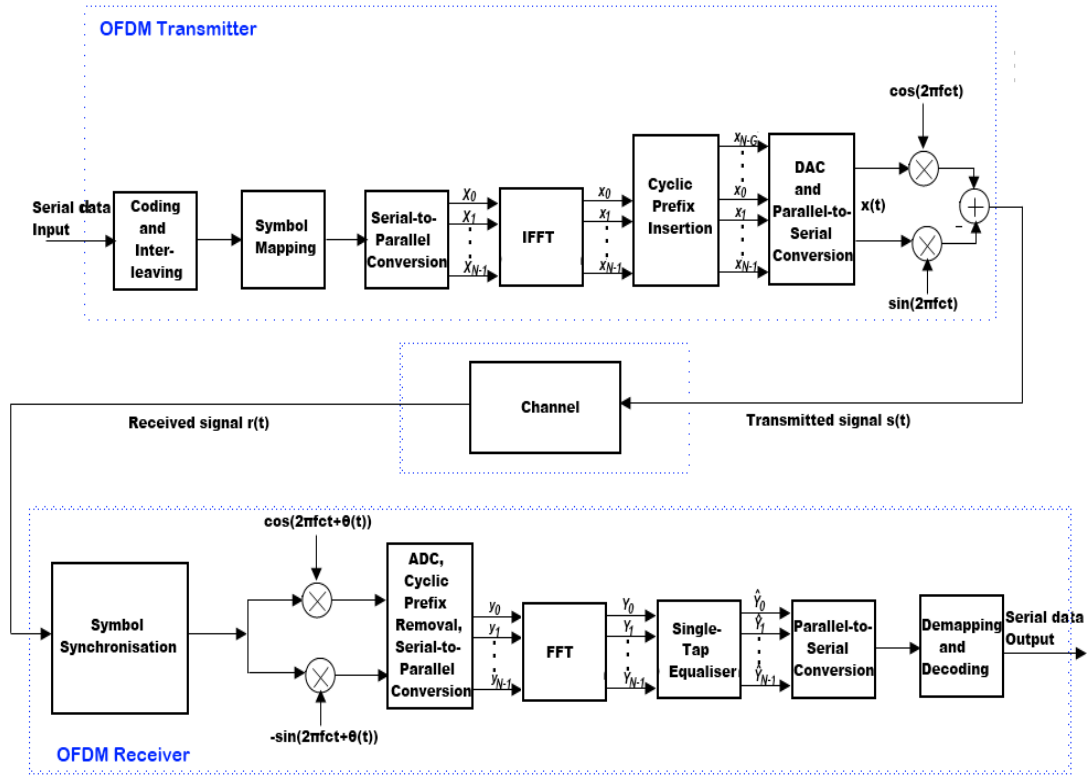 OFDM Transmitter
cos(2πfct)
Serial data
Input
Coding
and
Inter-
leaving
Symbol
Mapping
Serial-to-
Parallel
Conversion
X0
X1
XN-1
IFFT
x0
x1
xN-1
Cyclic
Prefix
Insertion
xN-G
x0
x1
xN-1
DAC
and
Parallel-to-
Serial
Conversion
x(t)
+
-
sin(2πfct)
Channel
Received signal r(t)
Transmitted signal s(t)
cos(2πfct+θ(t))
Symbol
Synchronisation
ADC,
Cyclic
Prefix
Removal,
Serial-to-
Parallel
Conversion
y0
y1
yN-1
FFT
Y0
Y1
YN-1
Single-
Tap
Equaliser
Ŷ0
Ŷ1
ŶN-1
Parallel-to-
Serial
Conversion
Demapping
and
Decoding
Serial data
Output
-sin(2πfct+θ(t))
OFDM Receiver